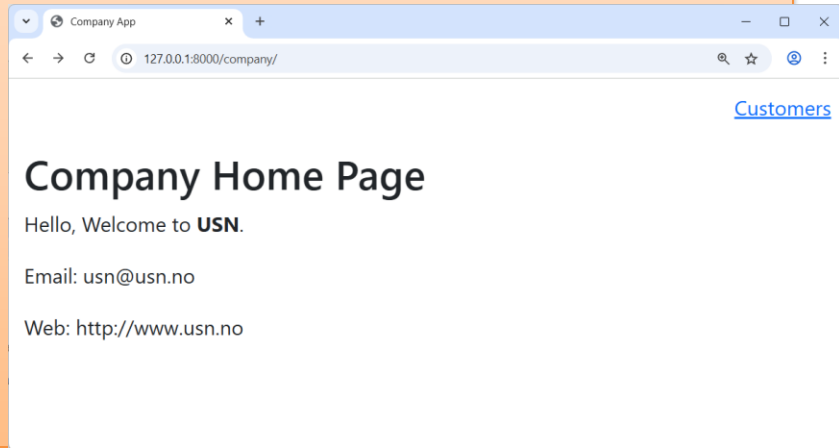 Company App
127.0.0.1:8000/company/
Customers
Company Home Page
Hello, Welcome to USN.
Email: usn@usn.no
Web: http://www.usn.no